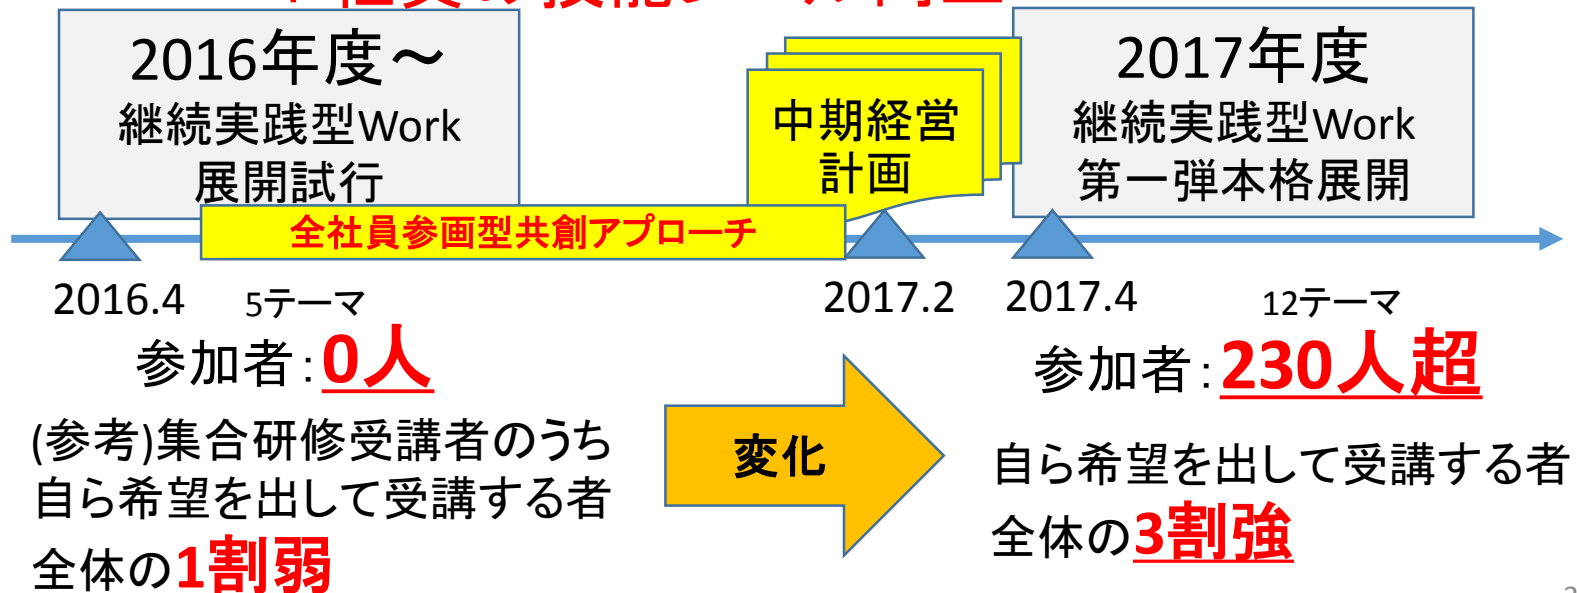 2016年度～
継続実践型Work
展開試行
中期経営
計画
2017年度
継続実践型Work
第一弾本格展開
全社員参画型共創アプローチ
2016.4
5テーマ
2017.2
2017.4
12テーマ
参加者：0人
(参考)集合研修受講者のうち
自ら希望を出して受講する者
全体の1割弱
変化
参加者：230人超
自ら希望を出して受講する者
全体の3割強